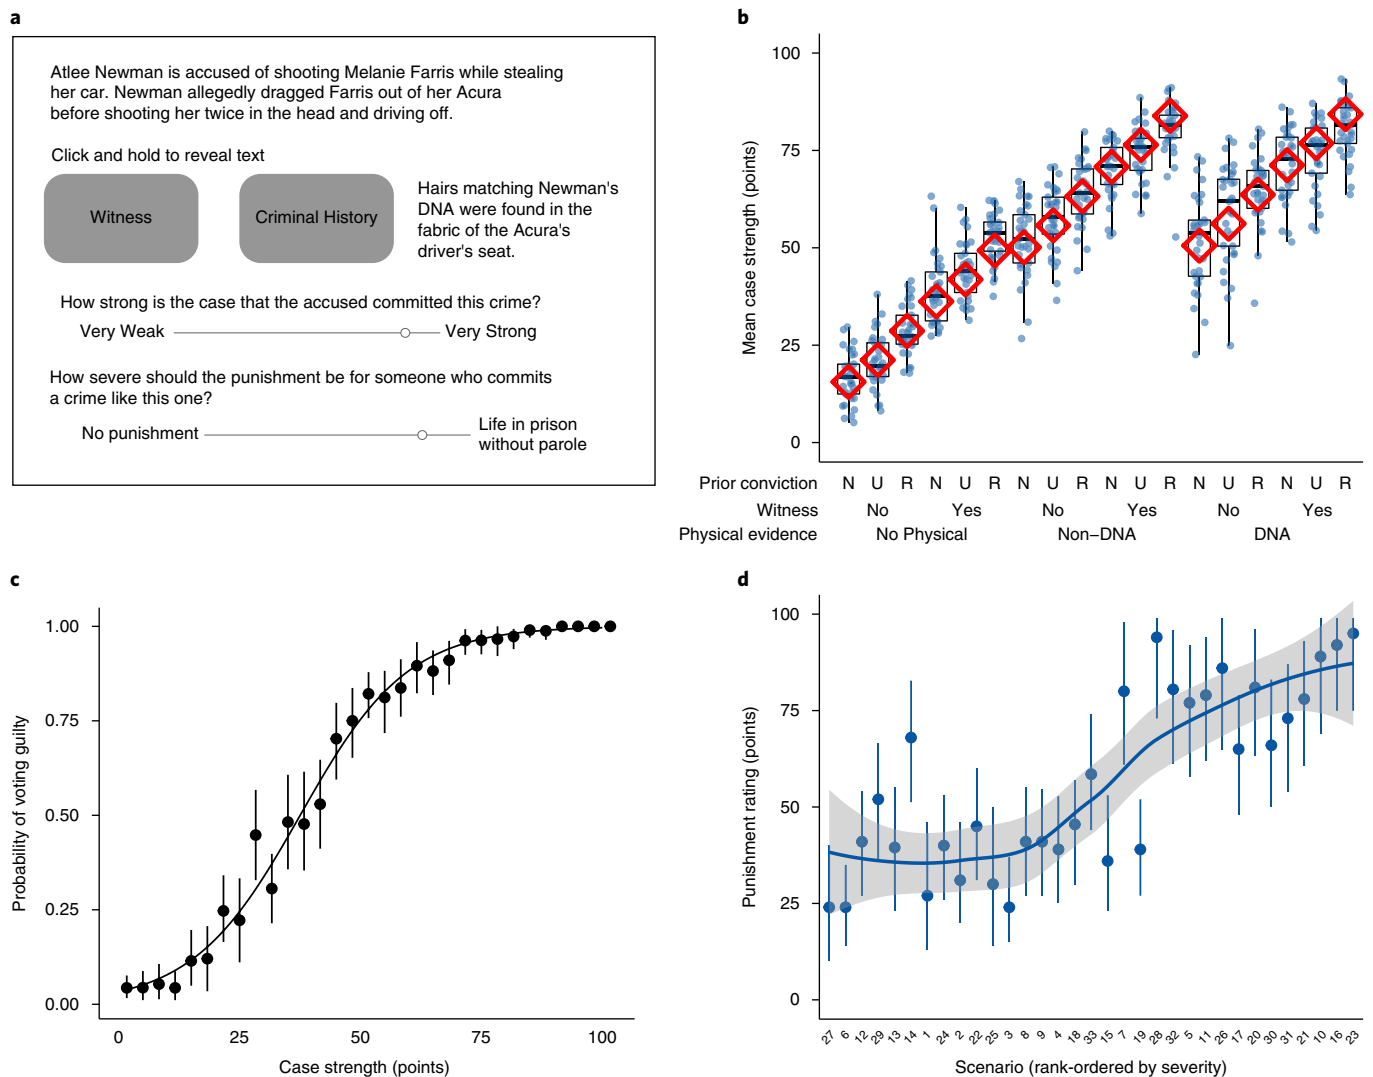 a
Atlee Newman is accused of shooting Melanie Farris while stealing
her car. Newman allegedly dragged Farris out of her Acura
before shooting her twice in the head and driving off.
Click and hold to reveal text
Witness
Criminal History
Hairs matching Newman's
DNA were found in the
fabric of the Acura's
driver's seat.
How strong is the case that the accused committed this crime?
Very Weak
Very Strong
How severe should the punishment be for someone who commits
a crime like this one?
No punishment
Life in prison
without parole
b
Mean case strength (points)
100
75
50
25
0
Prior conviction N U R N U R N U R N U R N U R N U R
Witness No Yes No Yes No Yes
Physical evidence No Physical Non–DNA DNA
c
Probability of voting guilty
1.00
0.75
0.50
0.25
0.00
0 25 50 75 100
Case strength (points)
d
Punishment rating (points)
100
75
50
25
0
27 6 12 29 13 14 1 24 2 22 25 3 8 9 4 18 33 15 7 19 28 32 5 11 26 17 20 30 31 21 10 16 23
Scenario (rank-ordered by severity)